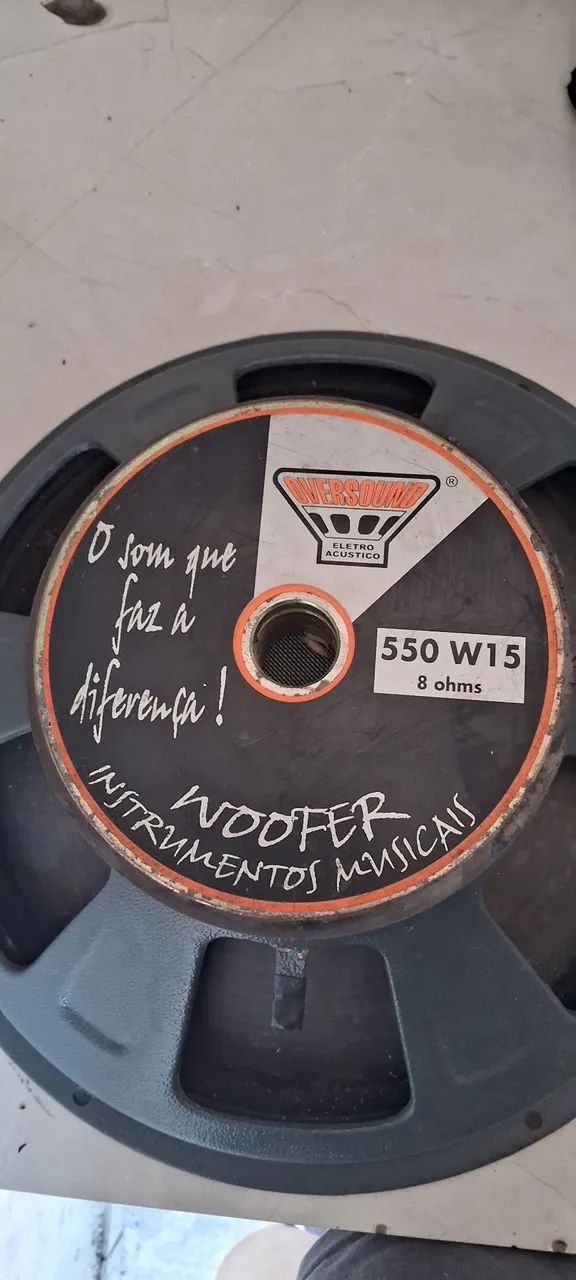 OVERSOUND ®
ELETRO
ACUSTICO
O som que
faz a
diferença !
550 W15
8 ohms
WOOFER
INSTRUMENTOS MUSICAIS